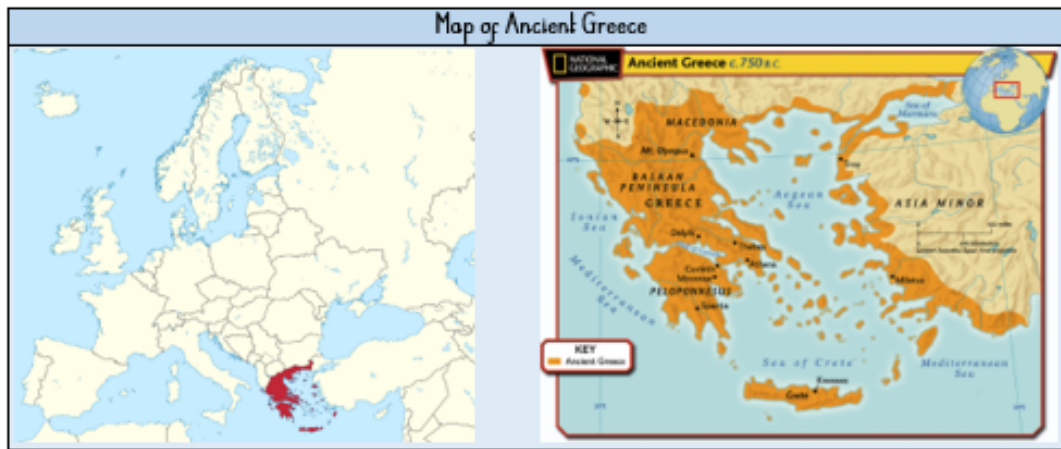 Map of Ancient Greece
NATIONAL
GEOGRAPHIC
Ancient Greece c.750 B.C.
Sea of
Marmara
MACEDONIA
Mt. Olympus
Troy
BALKAN
PENINSULA
GREECE
Aegean
Sea
ASIA MINOR
Ionian
Sea
Delphi
Thebes
Athens
Corinth
Mycenae
Miletus
PELOPONNESUS
Sparta
Mediterranean
Sea
KEY
Ancient Greece
Sea of Crete
Mediterranean
Sea
Knossos
Crete